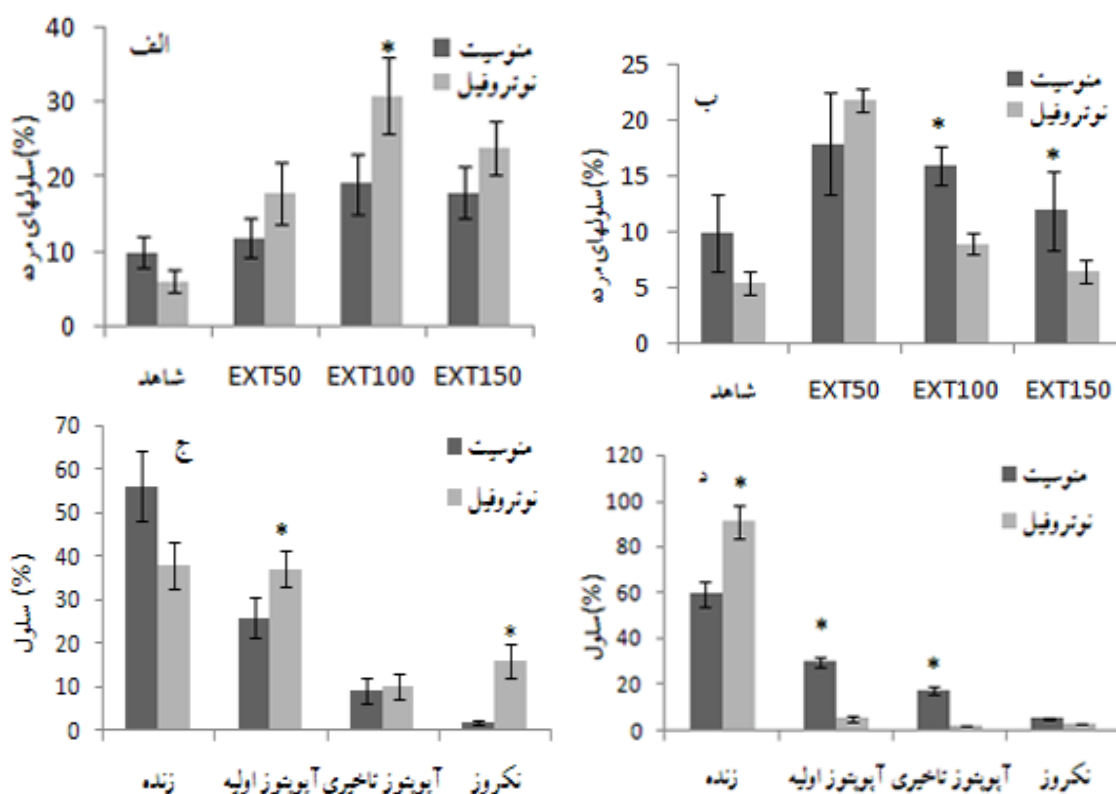 الف
منوسیت
نوتروفیل
سلولهای مرده(%)
40
30
20
10
0
شاهد EXT50 EXT100 EXT150
*
ب
منوسیت
نوتروفیل
سلولهای مرده(%)
25
20
15
10
5
0
شاهد EXT50 EXT100 EXT150
*
*
ج
منوسیت
نوتروفیل
سلول (%)
70
60
50
40
30
20
10
0
زنده آپوپتوز اولیه آپوپتوز تاخیری نکروز
*
*
د
منوسیت
نوتروفیل
سلول(%)
120
100
80
60
40
20
0
زنده آپوپتوز اولیه آپوپتوز تاخیری نکروز
*
*
*